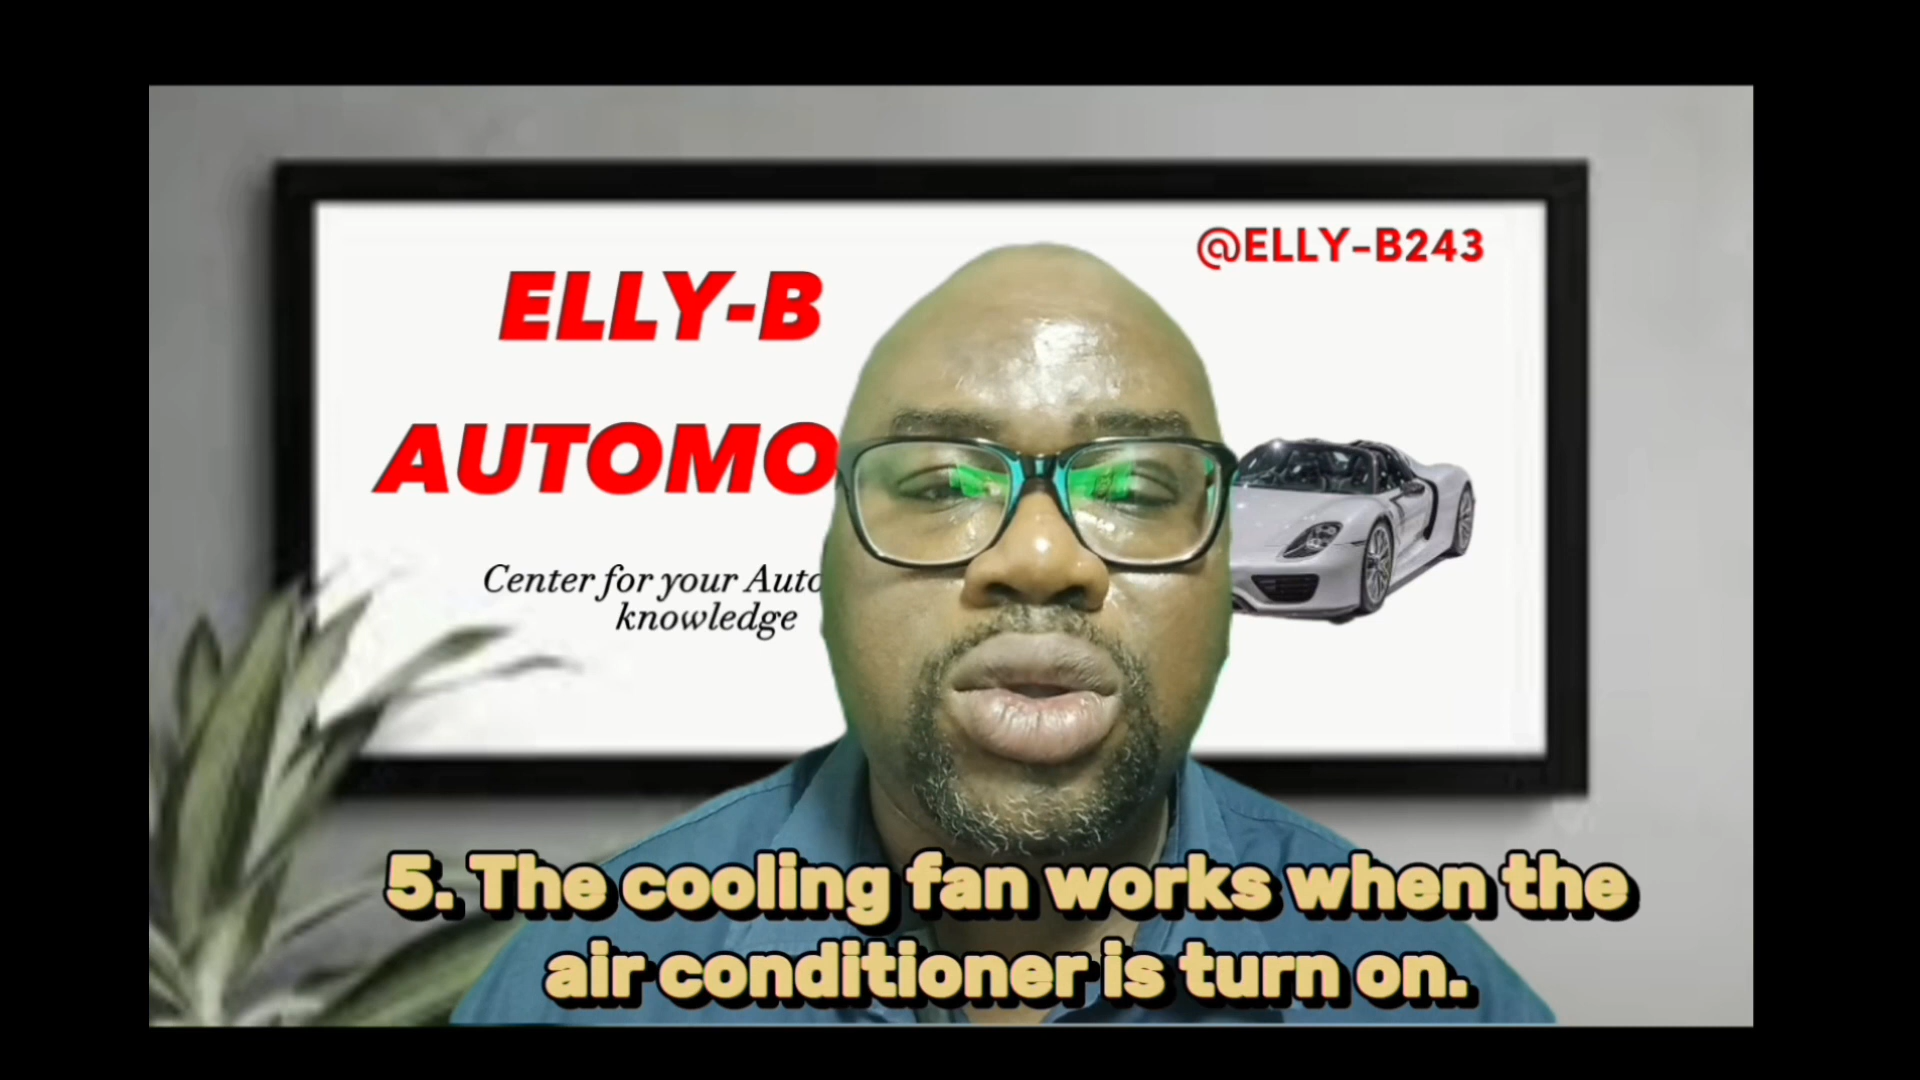 @ELLY-B243
ELLY-B
AUTOMO
Center for your Auto
knowledge
5. The cooling fan works when the
air conditioner is turn on.